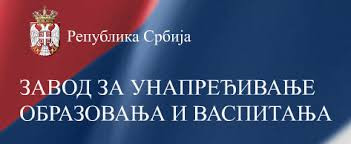 Република Србија
ЗАВОД ЗА УНАПРЕЂИВАЊЕ
ОБРАЗОВАЊА И ВАСПИТАЊА